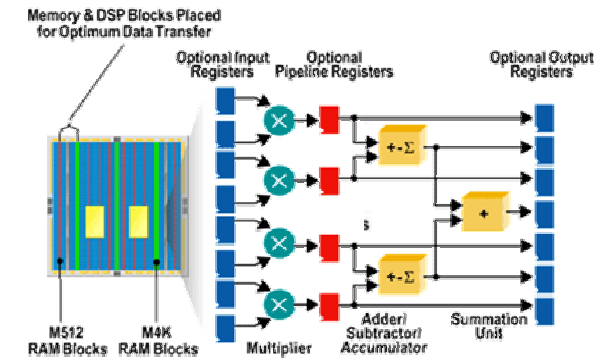 Memory & DSP Blocks Placed
for Optimum Data Transfer
Optional Input
Registers
Optional
Pipeline Registers
Optional Output
Registers
+-Σ
+
s
+-Σ
M512
RAM Blocks
M4K
RAM Blocks
Multiplier
Adder/
Subtractor/
Accumulator
Summation
Unit